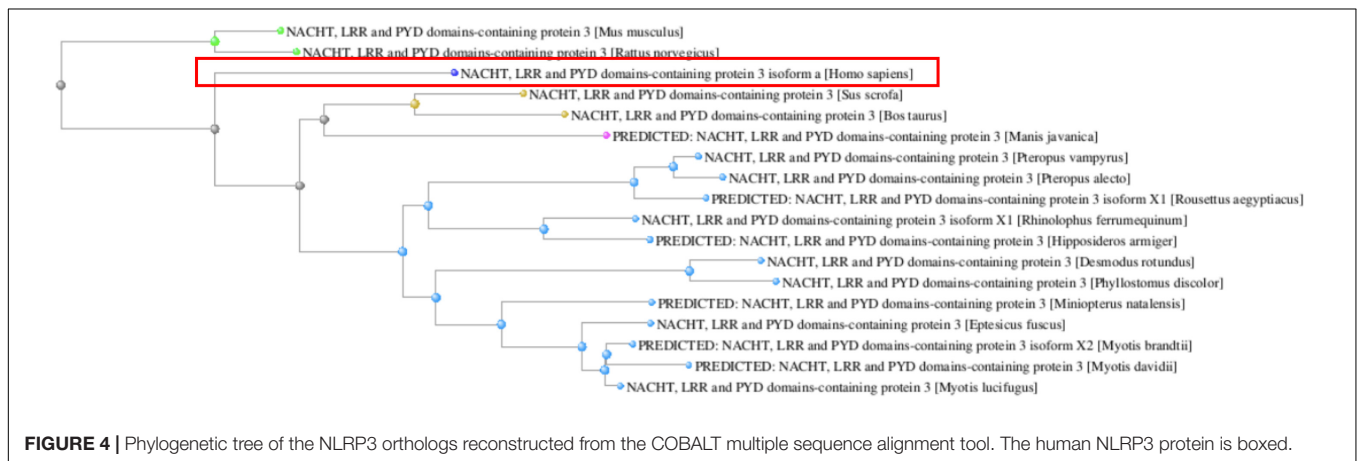 NACHT, LRR and PYD domains-containing protein 3 [Mus musculus]
NACHT, LRR and PYD domains-containing protein 3 [Rattus norvegicus]
NACHT, LRR and PYD domains-containing protein 3 isoform a [Homo sapiens]
NACHT, LRR and PYD domains-containing protein 3 [Sus scrofa]
NACHT, LRR and PYD domains-containing protein 3 [Bos taurus]
PREDICTED: NACHT, LRR and PYD domains-containing protein 3 [Manis javanica]
NACHT, LRR and PYD domains-containing protein 3 [Pteropus vampyrus]
NACHT, LRR and PYD domains-containing protein 3 [Pteropus alecto]
PREDICTED: NACHT, LRR and PYD domains-containing protein 3 isoform X1 [Rousettus aegyptiacus]
NACHT, LRR and PYD domains-containing protein 3 isoform X1 [Rhinolophus ferrumequinum]
PREDICTED: NACHT, LRR and PYD domains-containing protein 3 [Hipposideros armiger]
NACHT, LRR and PYD domains-containing protein 3 [Desmodus rotundus]
NACHT, LRR and PYD domains-containing protein 3 [Phyllostomus discolor]
PREDICTED: NACHT, LRR and PYD domains-containing protein 3 [Miniopterus natalensis]
NACHT, LRR and PYD domains-containing protein 3 [Eptesicus fuscus]
PREDICTED: NACHT, LRR and PYD domains-containing protein 3 isoform X2 [Myotis brandtii]
PREDICTED: NACHT, LRR and PYD domains-containing protein 3 [Myotis davidii]
NACHT, LRR and PYD domains-containing protein 3 [Myotis lucifugus]
FIGURE 4 | Phylogenetic tree of the NLRP3 orthologs reconstructed from the COBALT multiple sequence alignment tool. The human NLRP3 protein is boxed.